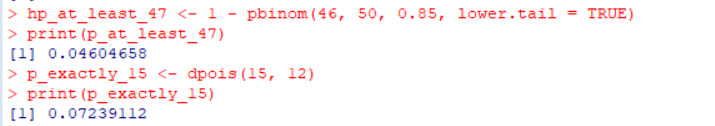 > hp_at_least_47 <- 1 - pbinom(46, 50, 0.85, lower.tail = TRUE)
> print(p_at_least_47)
[1] 0.04604658
> p_exactly_15 <- dpois(15, 12)
> print(p_exactly_15)
[1] 0.07239112